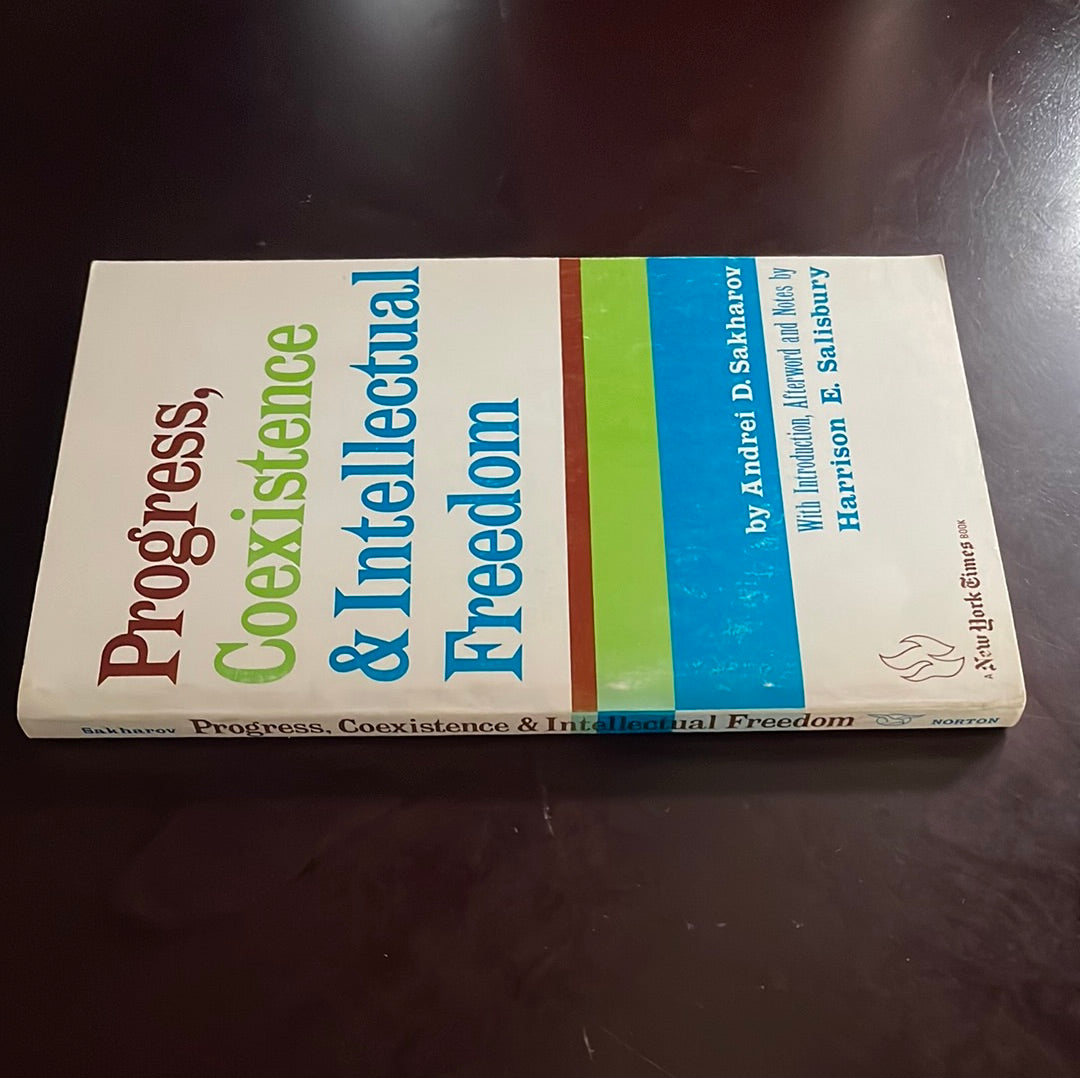 Progress,
Coexistence
& Intellectual
Freedom
by Andrei D. Sakharov
With Introduction, Afterword and Notes by
Harrison E. Salisbury
A New York Times BOOK
Sakharov Progress, Coexistence & Intellectual Freedom NORTON